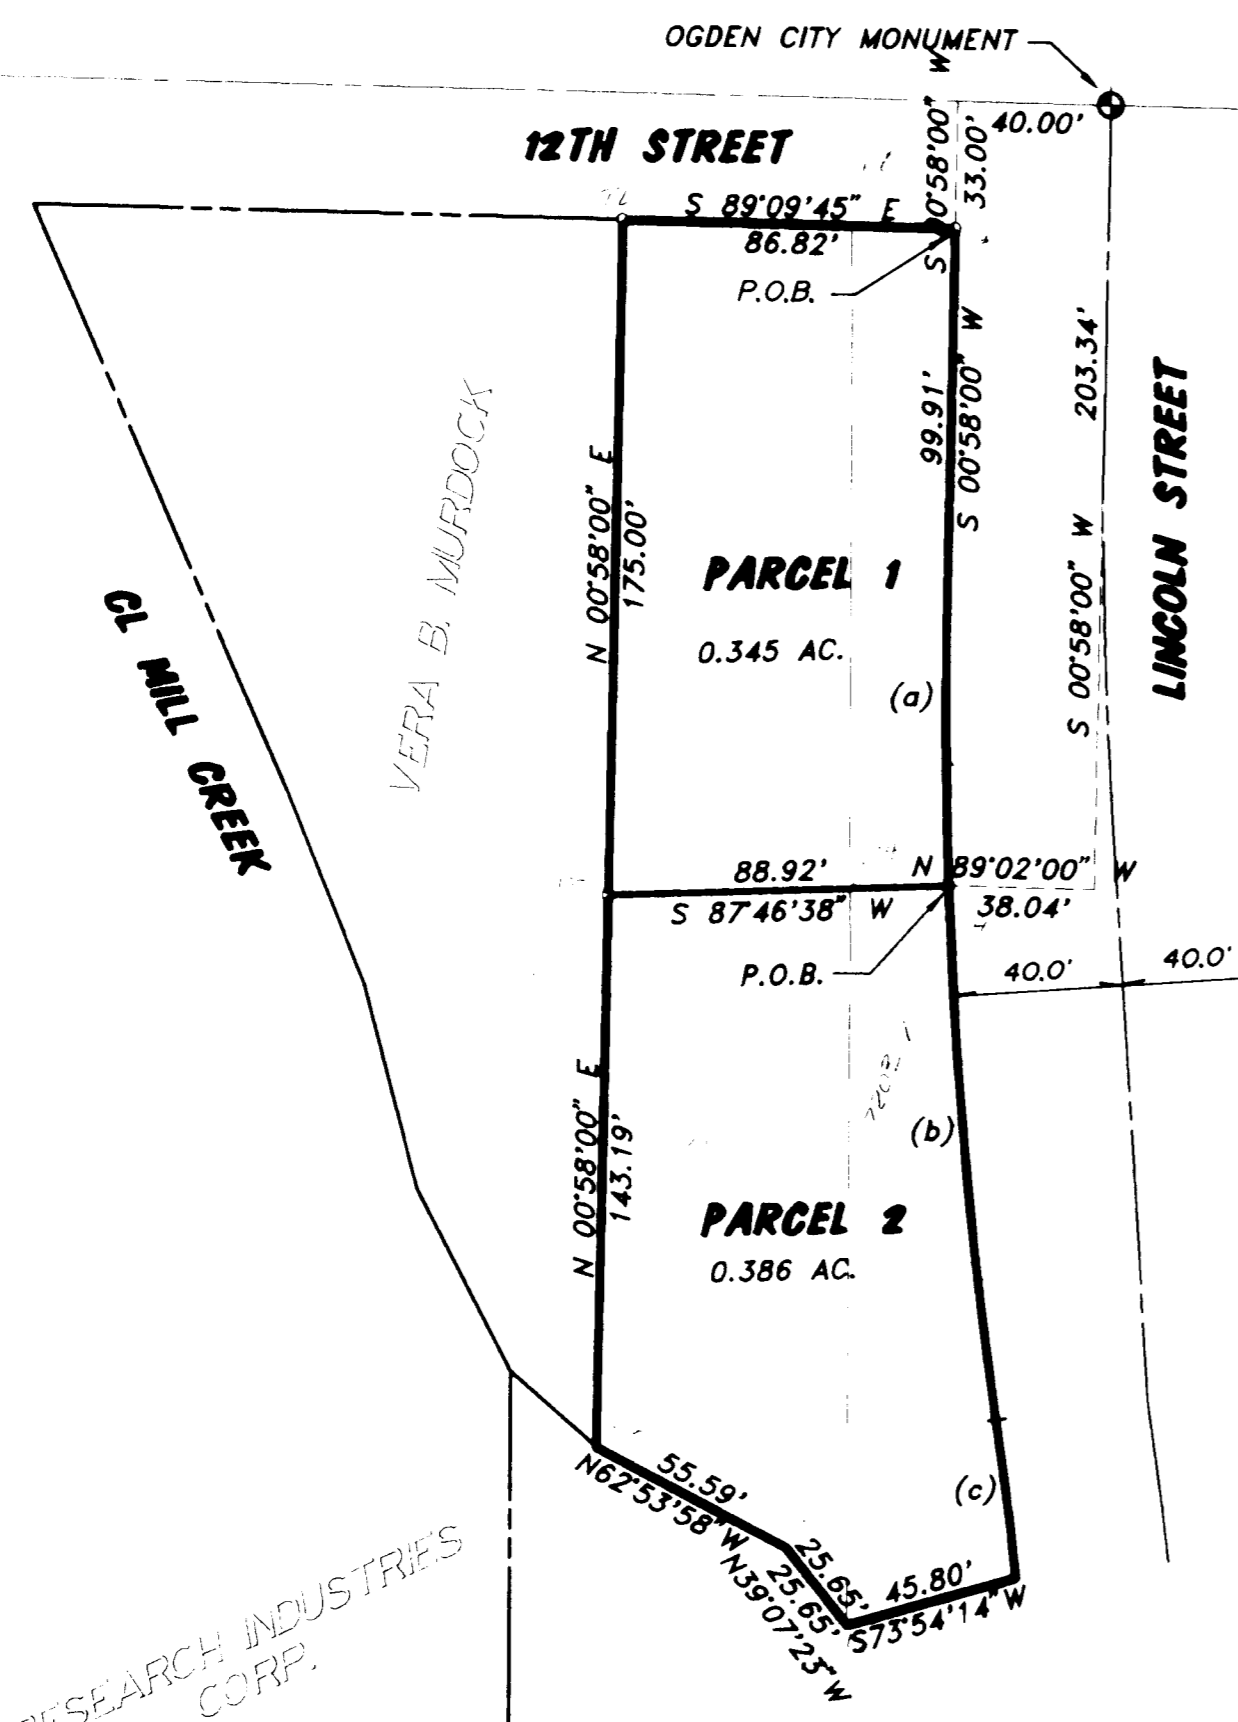 OGDEN CITY MONUMENT
40.00'
12TH STREET
S 0°58'00" W
33.00'
S 89°09'45" E
86.82'
P.O.B.
203.34'
S 00°58'00" W
LINCOLN STREET
99.91'
S 00°58'00" W
VERA B. MURDOCK
N 00°58'00" E
175.00'
PARCEL 1
0.345 AC.
(a)
CL MILL CREEK
88.92'
N 89°02'00" W
S 87°46'38" W
38.04'
P.O.B.
40.0'
40.0'
N 00°58'00" E
143.19'
(b)
PARCEL 2
0.386 AC.
(c)
55.59'
N62°53'58"W
25.65'
25.65'
N39°07'23"W
45.80'
S73°54'14"W
RESEARCH INDUSTRIES
CORP.